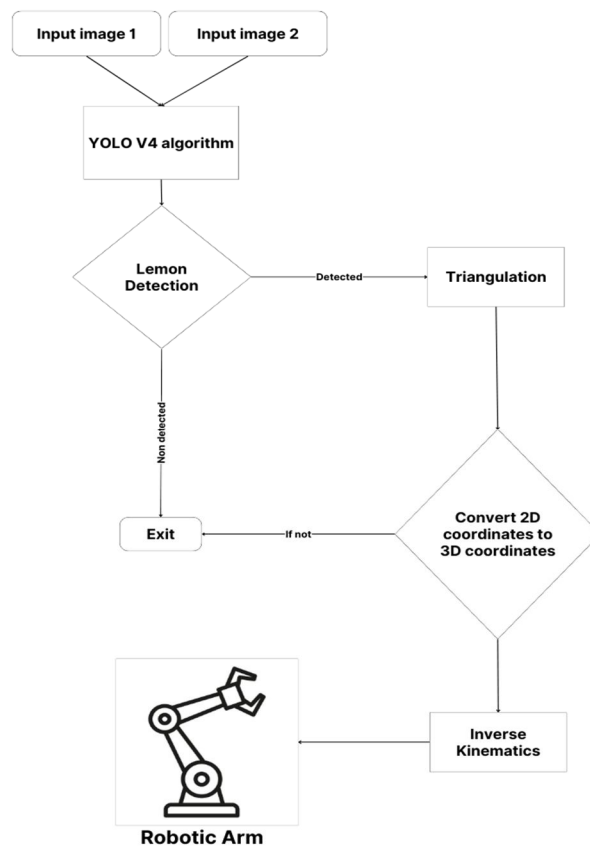 Input image 1
Input image 2
YOLO V4 algorithm
Lemon
Detection
Detected
Triangulation
Non detected
Convert 2D
coordinates to
3D coordinates
If not
Exit
Inverse
Kinematics
Robotic Arm